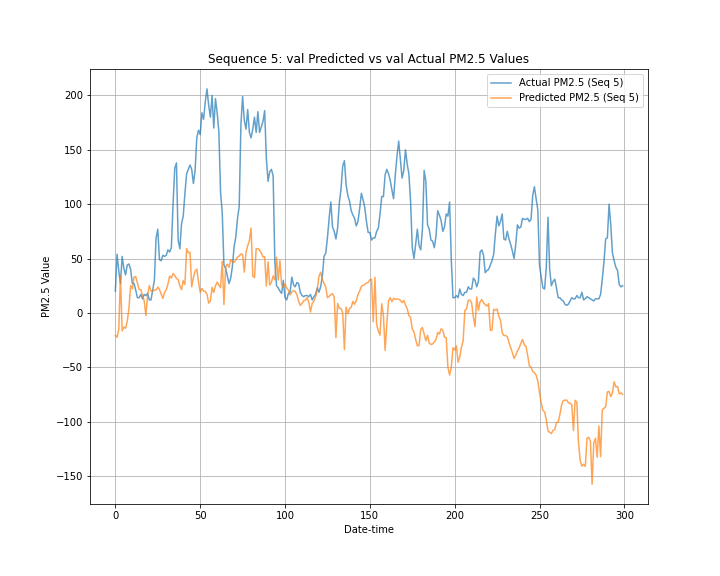 Sequence 5: val Predicted vs val Actual PM2.5 Values
Actual PM2.5 (Seq 5)
Predicted PM2.5 (Seq 5)
PM2.5 Value
200
150
100
50
0
−50
−100
−150
0 50 100 150 200 250 300
Date-time